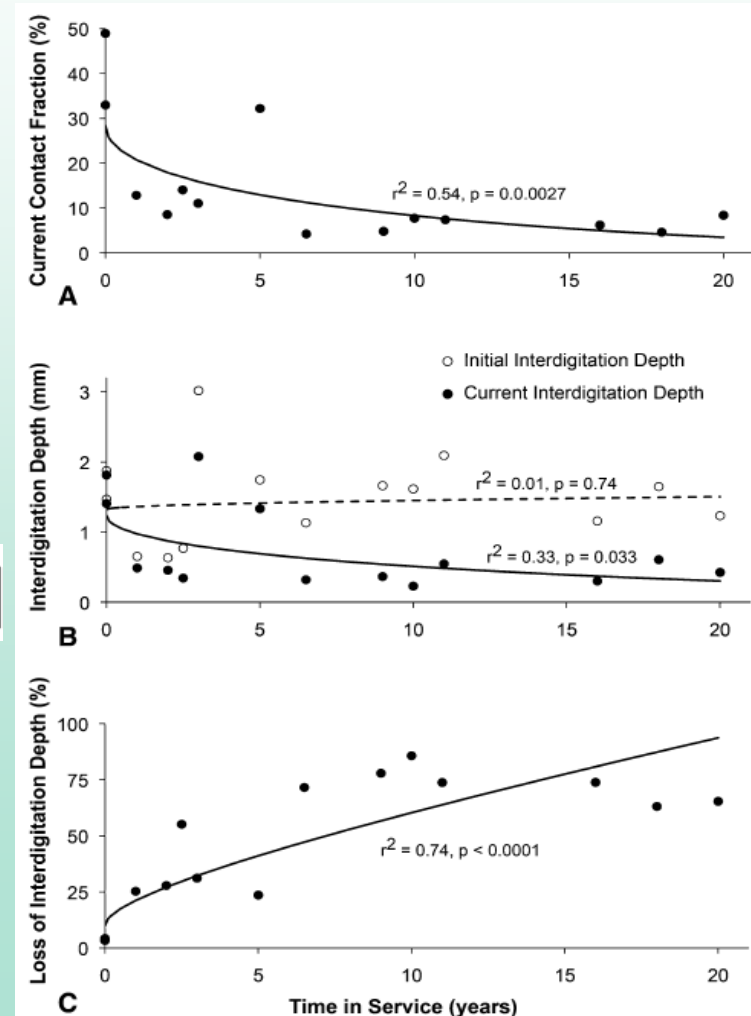 Current Contact Fraction (%)
50
40
30
20
10
0
r² = 0.54, p = 0.0.0027
0 5 10 15 20
A
Interdigitation Depth (mm)
○ Initial Interdigitation Depth
● Current Interdigitation Depth
3
2
1
0
r² = 0.01, p = 0.74
r² = 0.33, p = 0.033
0 5 10 15 20
B
Loss of Interdigitation Depth (%)
100
75
50
25
0
r² = 0.74, p < 0.0001
0 5 10 15 20
C
Time in Service (years)